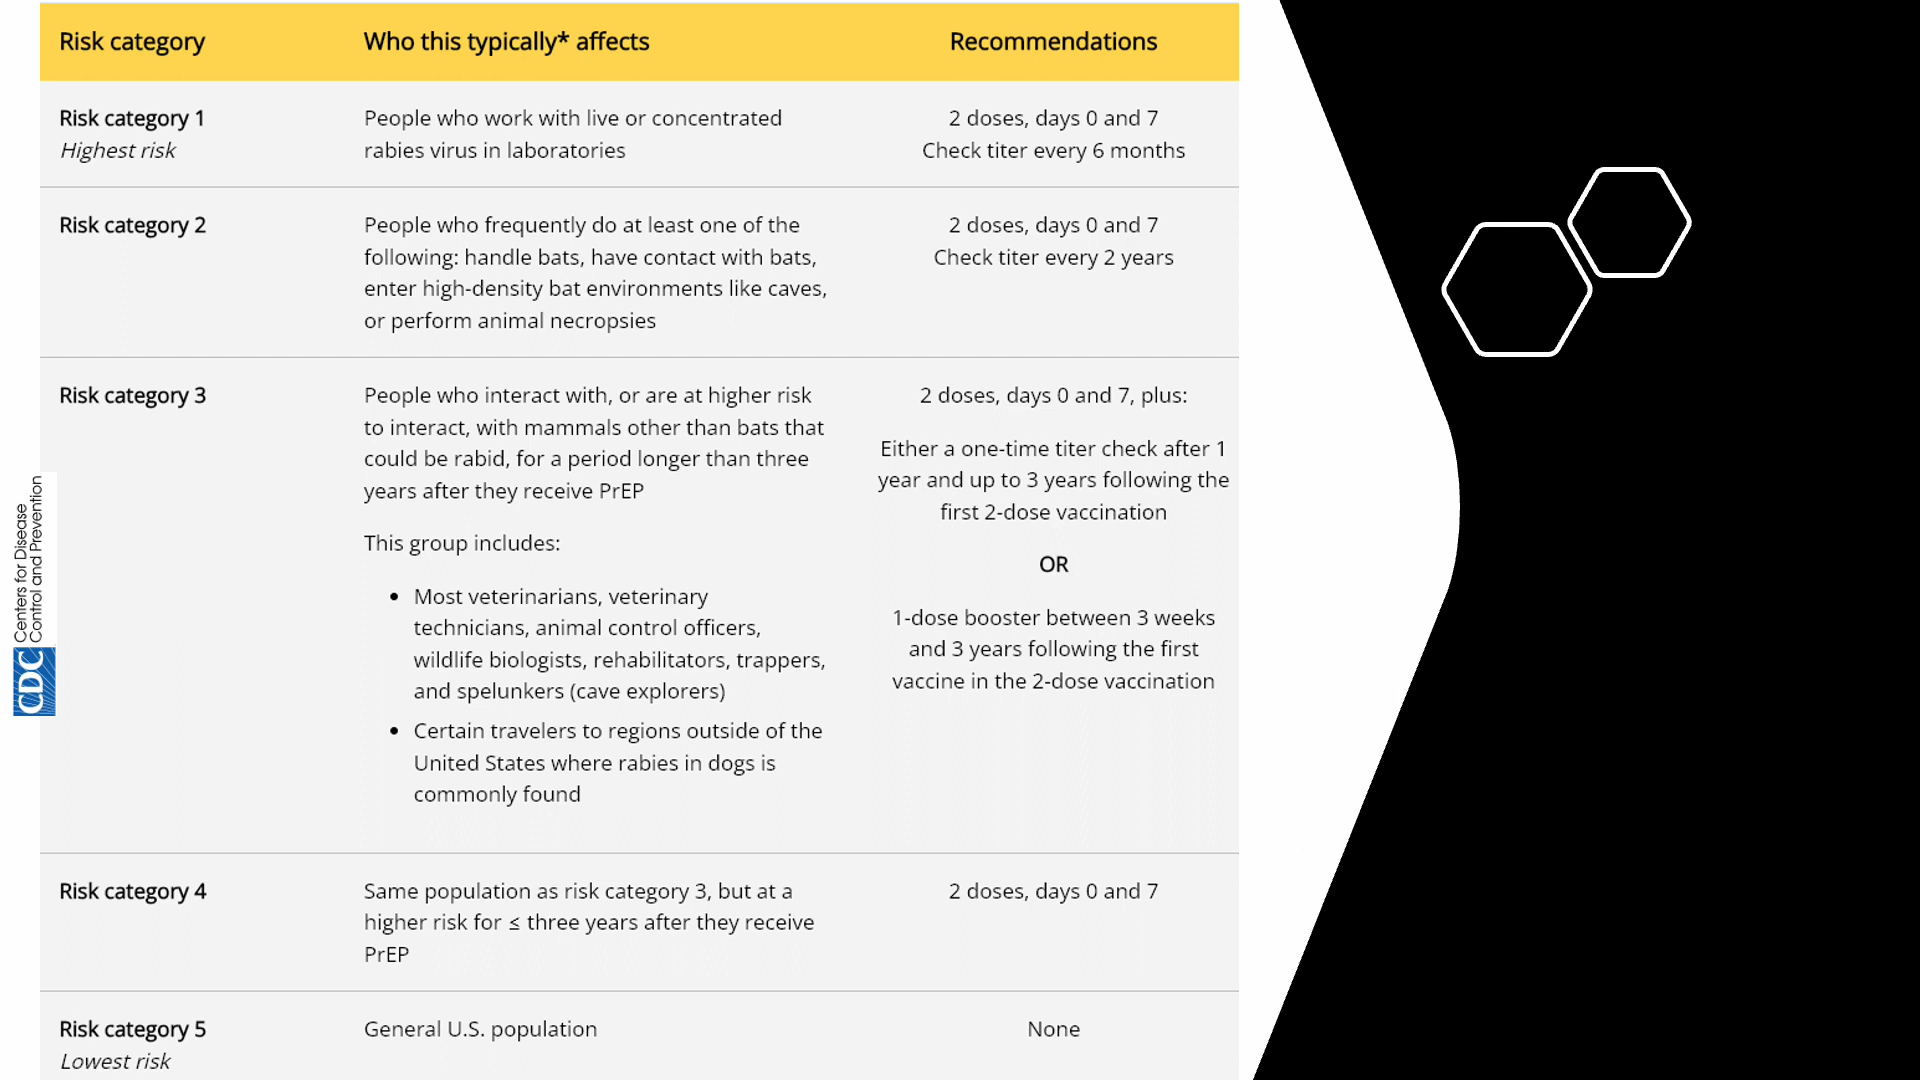 Risk category
Who this typically* affects
Recommendations
Risk category 1
Highest risk
People who work with live or concentrated
rabies virus in laboratories
2 doses, days 0 and 7
Check titer every 6 months
Risk category 2
People who frequently do at least one of the
following: handle bats, have contact with bats,
enter high-density bat environments like caves,
or perform animal necropsies
2 doses, days 0 and 7
Check titer every 2 years
Risk category 3
People who interact with, or are at higher risk
to interact, with mammals other than bats that
could be rabid, for a period longer than three
years after they receive PrEP
This group includes:
• Most veterinarians, veterinary
technicians, animal control officers,
wildlife biologists, rehabilitators, trappers,
and spelunkers (cave explorers)
• Certain travelers to regions outside of the
United States where rabies in dogs is
commonly found
2 doses, days 0 and 7, plus:
Either a one-time titer check after 1
year and up to 3 years following the
first 2-dose vaccination
OR
1-dose booster between 3 weeks
and 3 years following the first
vaccine in the 2-dose vaccination
Risk category 4
Same population as risk category 3, but at a
higher risk for ≤ three years after they receive
PrEP
2 doses, days 0 and 7
Risk category 5
Lowest risk
General U.S. population
None
CDC
Centers for Disease
Control and Prevention